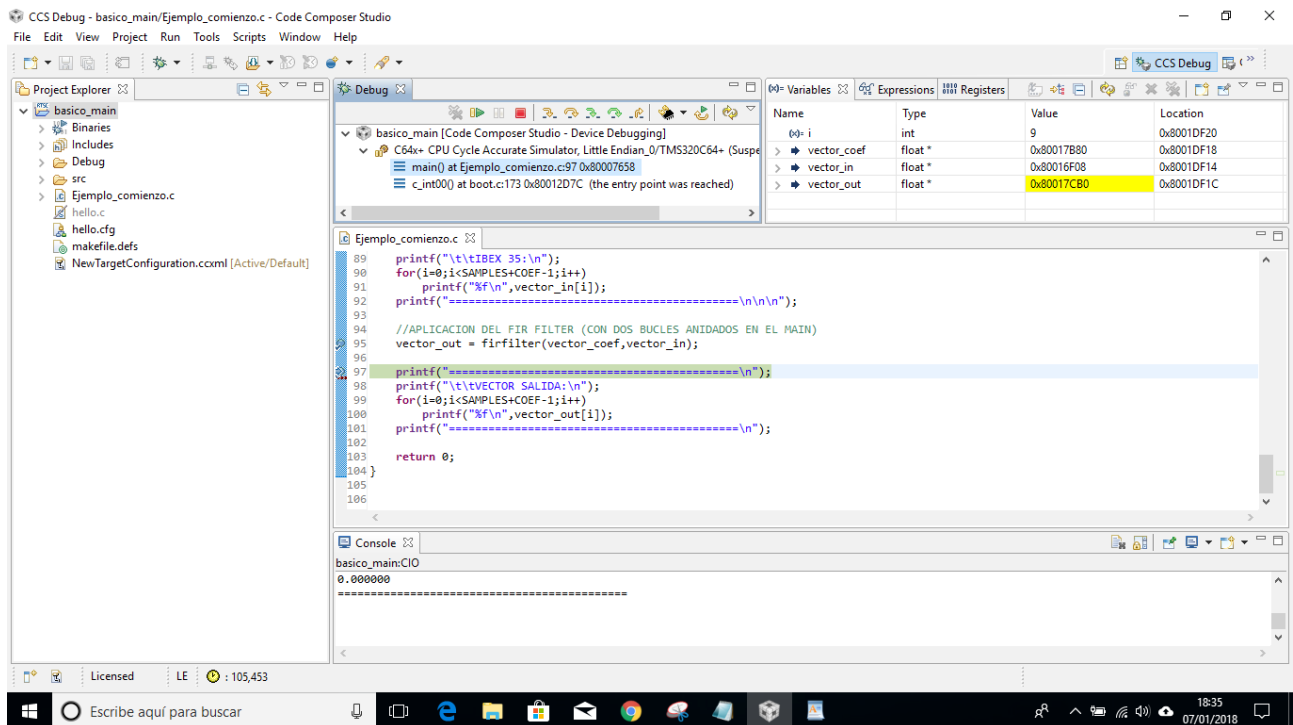 CCS Debug - basico_main/Ejemplo_comienzo.c - Code Composer Studio
File Edit View Project Run Tools Scripts Window Help
CCS Debug
Project Explorer
basico_main
Binaries
Includes
Debug
src
Ejemplo_comienzo.c
hello.c
hello.cfg
makefile.defs
NewTargetConfiguration.ccxml [Active/Default]
Debug
basico_main [Code Composer Studio - Device Debugging]
C64x+ CPU Cycle Accurate Simulator, Little Endian_0/TMS320C64+ (Suspe
main() at Ejemplo_comienzo.c:97 0x80007658
c_int00() at boot.c:173 0x80012D7C (the entry point was reached)
(x)= Variables Expressions Registers
Name Type Value Location
(x)= i int 9 0x8001DF20
vector_coef float * 0x80017B80 0x8001DF18
vector_in float * 0x80016F08 0x8001DF14
vector_out float * 0x80017CB0 0x8001DF1C
Ejemplo_comienzo.c
89 printf("\t\tIBEX 35:\n");
90 for(i=0;i<SAMPLES+COEF-1;i++)
91 printf("%f\n",vector_in[i]);
92 printf("============================================\n\n\n");
93
94 //APLICACION DEL FIR FILTER (CON DOS BUCLES ANIDADOS EN EL MAIN)
95 vector_out = firfilter(vector_coef,vector_in);
96
97 printf("============================================\n");
98 printf("\t\tVECTOR SALIDA:\n");
99 for(i=0;i<SAMPLES+COEF-1;i++)
100 printf("%f\n",vector_out[i]);
101 printf("============================================\n");
102
103 return 0;
104 }
105
106
Console
basico_main:CIO
0.000000
============================================
Licensed LE : 105,453
Escribe aquí para buscar
18:35
07/01/2018